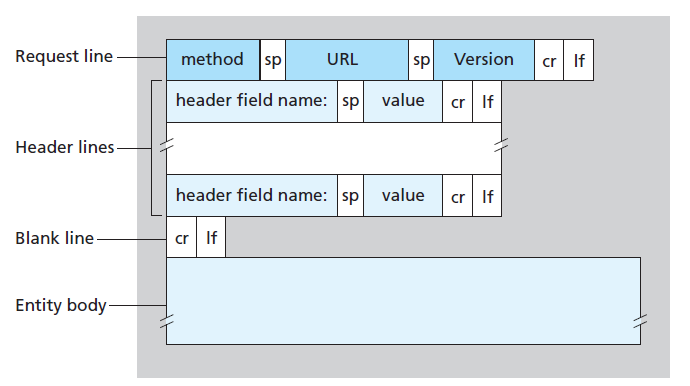 Request line method sp URL sp Version cr lf
header field name: sp value cr lf
Header lines
header field name: sp value cr lf
Blank line cr lf
Entity body